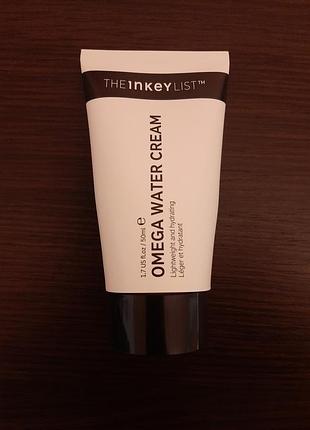 THE INKEY LIST™
OMEGA WATER CREAM
Lightweight and hydrating
Léger et hydratant
1.7 US fl.oz / 50ml ℮